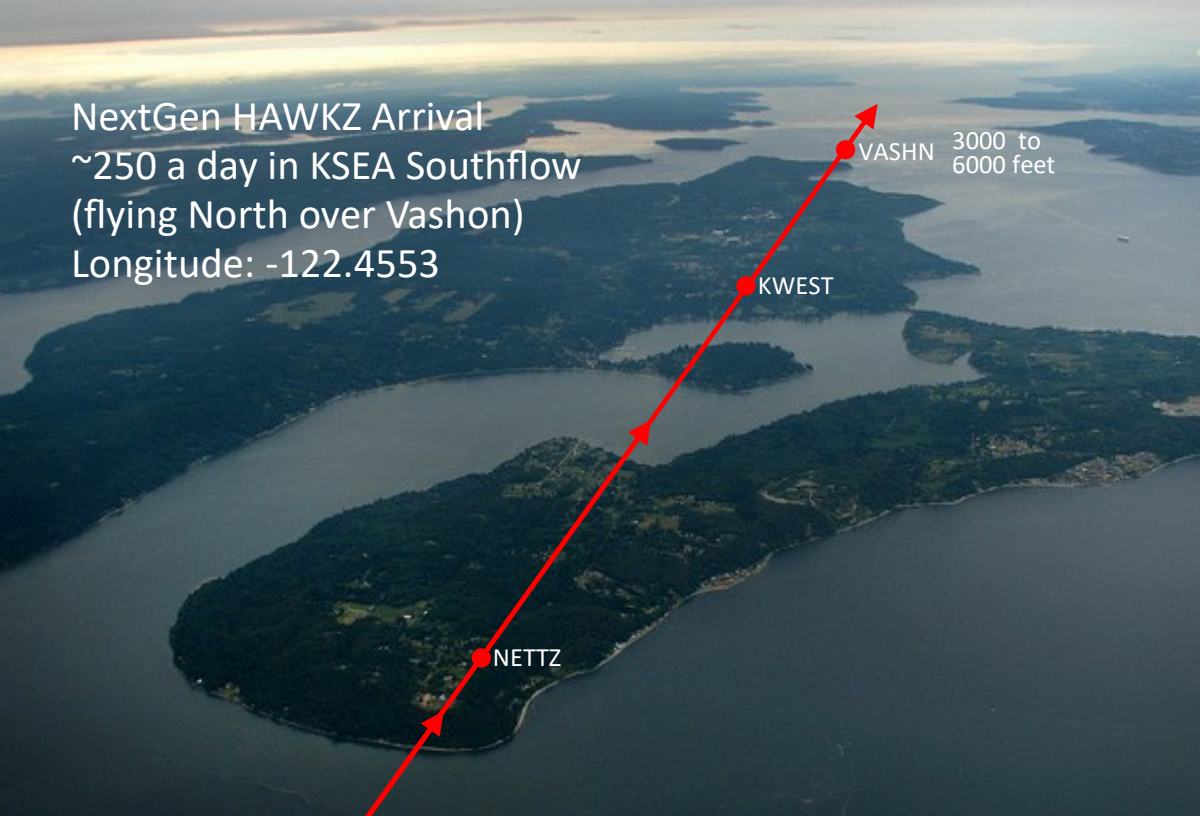 NextGen HAWKZ Arrival
~250 a day in KSEA Southflow
(flying North over Vashon)
Longitude: -122.4553
VASHN
3000 to
6000 feet
KWEST
NETTZ